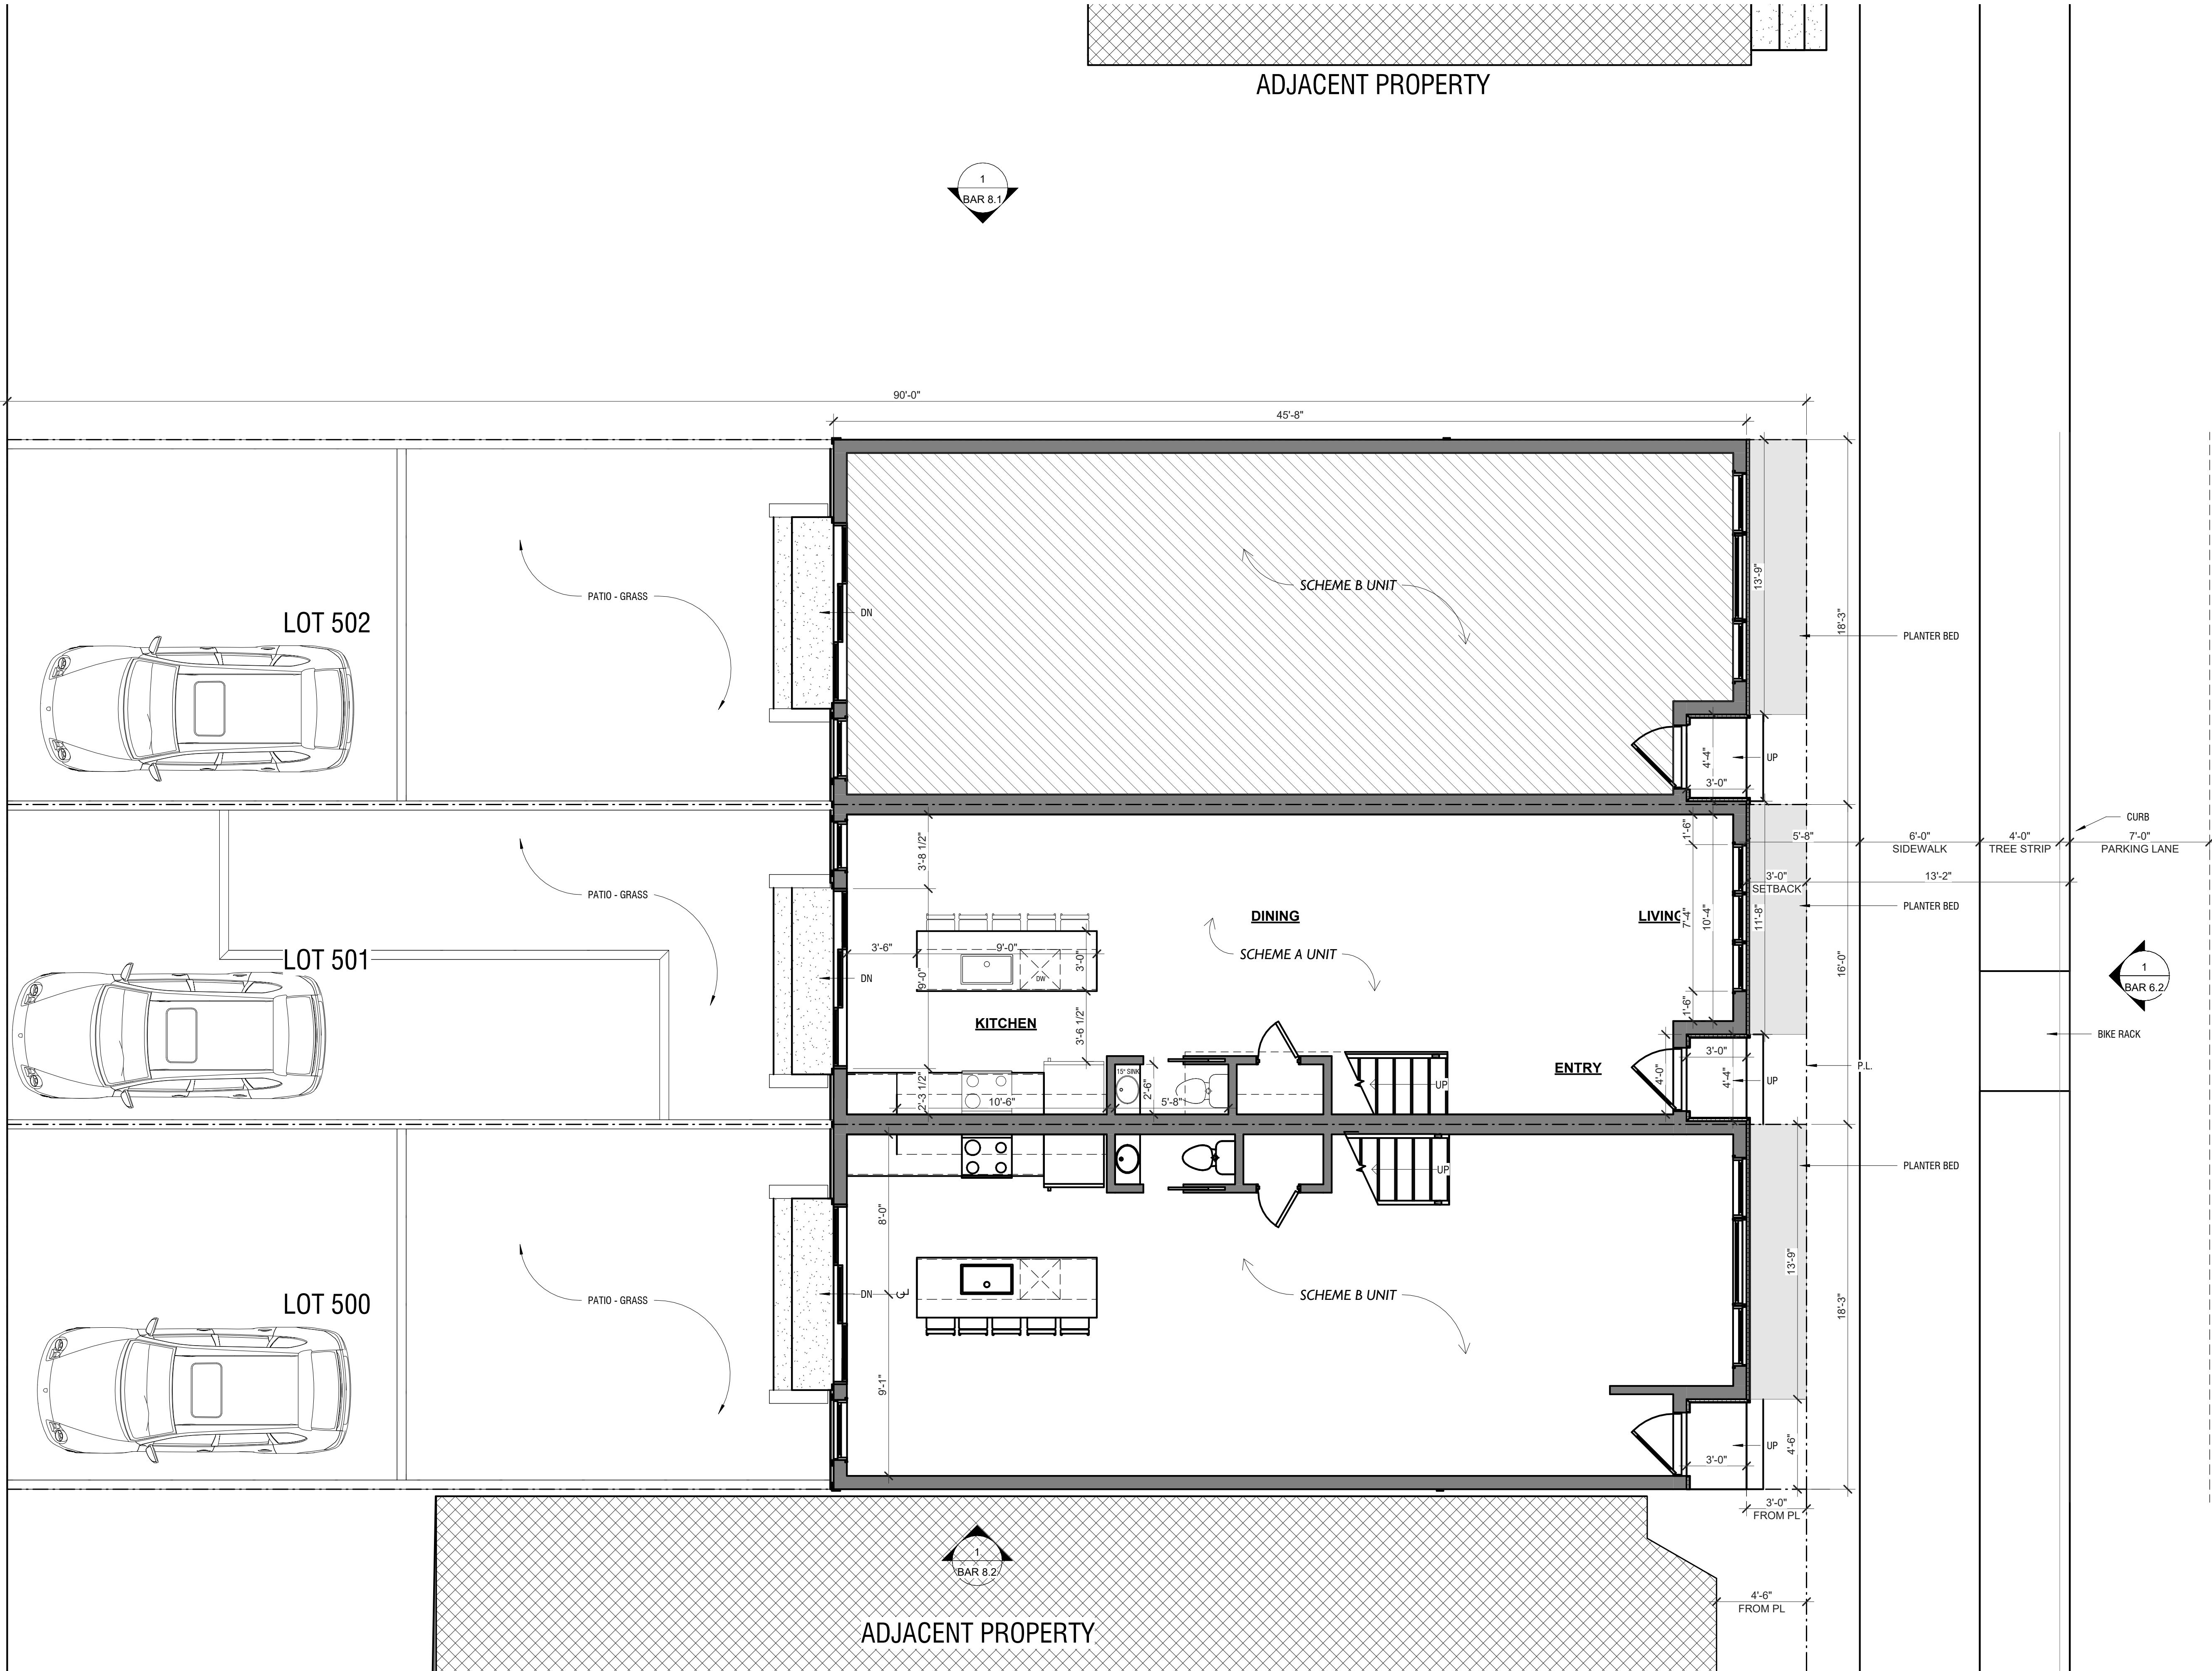 ADJACENT PROPERTY
1
BAR 8.1
90'-0"
45'-8"
LOT 502
PATIO - GRASS
DN
SCHEME B UNIT
13'-9"
18'-3"
PLANTER BED
4'-4"
UP
3'-0"
LOT 501
PATIO - GRASS
DN
3'-8 1/2"
3'-6"
9'-0"
9'-0"
3'-0"
DW
KITCHEN
3'-6 1/2"
2'-3 1/2"
10'-6"
15" SINK
2'-6"
5'-8"
DINING
SCHEME A UNIT
LIVING
ENTRY
UP
1'-6"
7'-4"
10'-4"
1'-6"
11'-8"
16'-0"
4'-0"
3'-0"
4'-4"
UP
P.L.
5'-8"
6'-0"
SIDEWALK
4'-0"
TREE STRIP
CURB
7'-0"
PARKING LANE
3'-0"
SETBACK
13'-2"
PLANTER BED
1
BAR 6.2
BIKE RACK
LOT 500
PATIO - GRASS
DN
CL
8'-0"
9'-1"
UP
SCHEME B UNIT
PLANTER BED
13'-9"
18'-3"
4'-6"
UP
3'-0"
3'-0"
FROM PL
1
BAR 8.2
4'-6"
FROM PL
ADJACENT PROPERTY